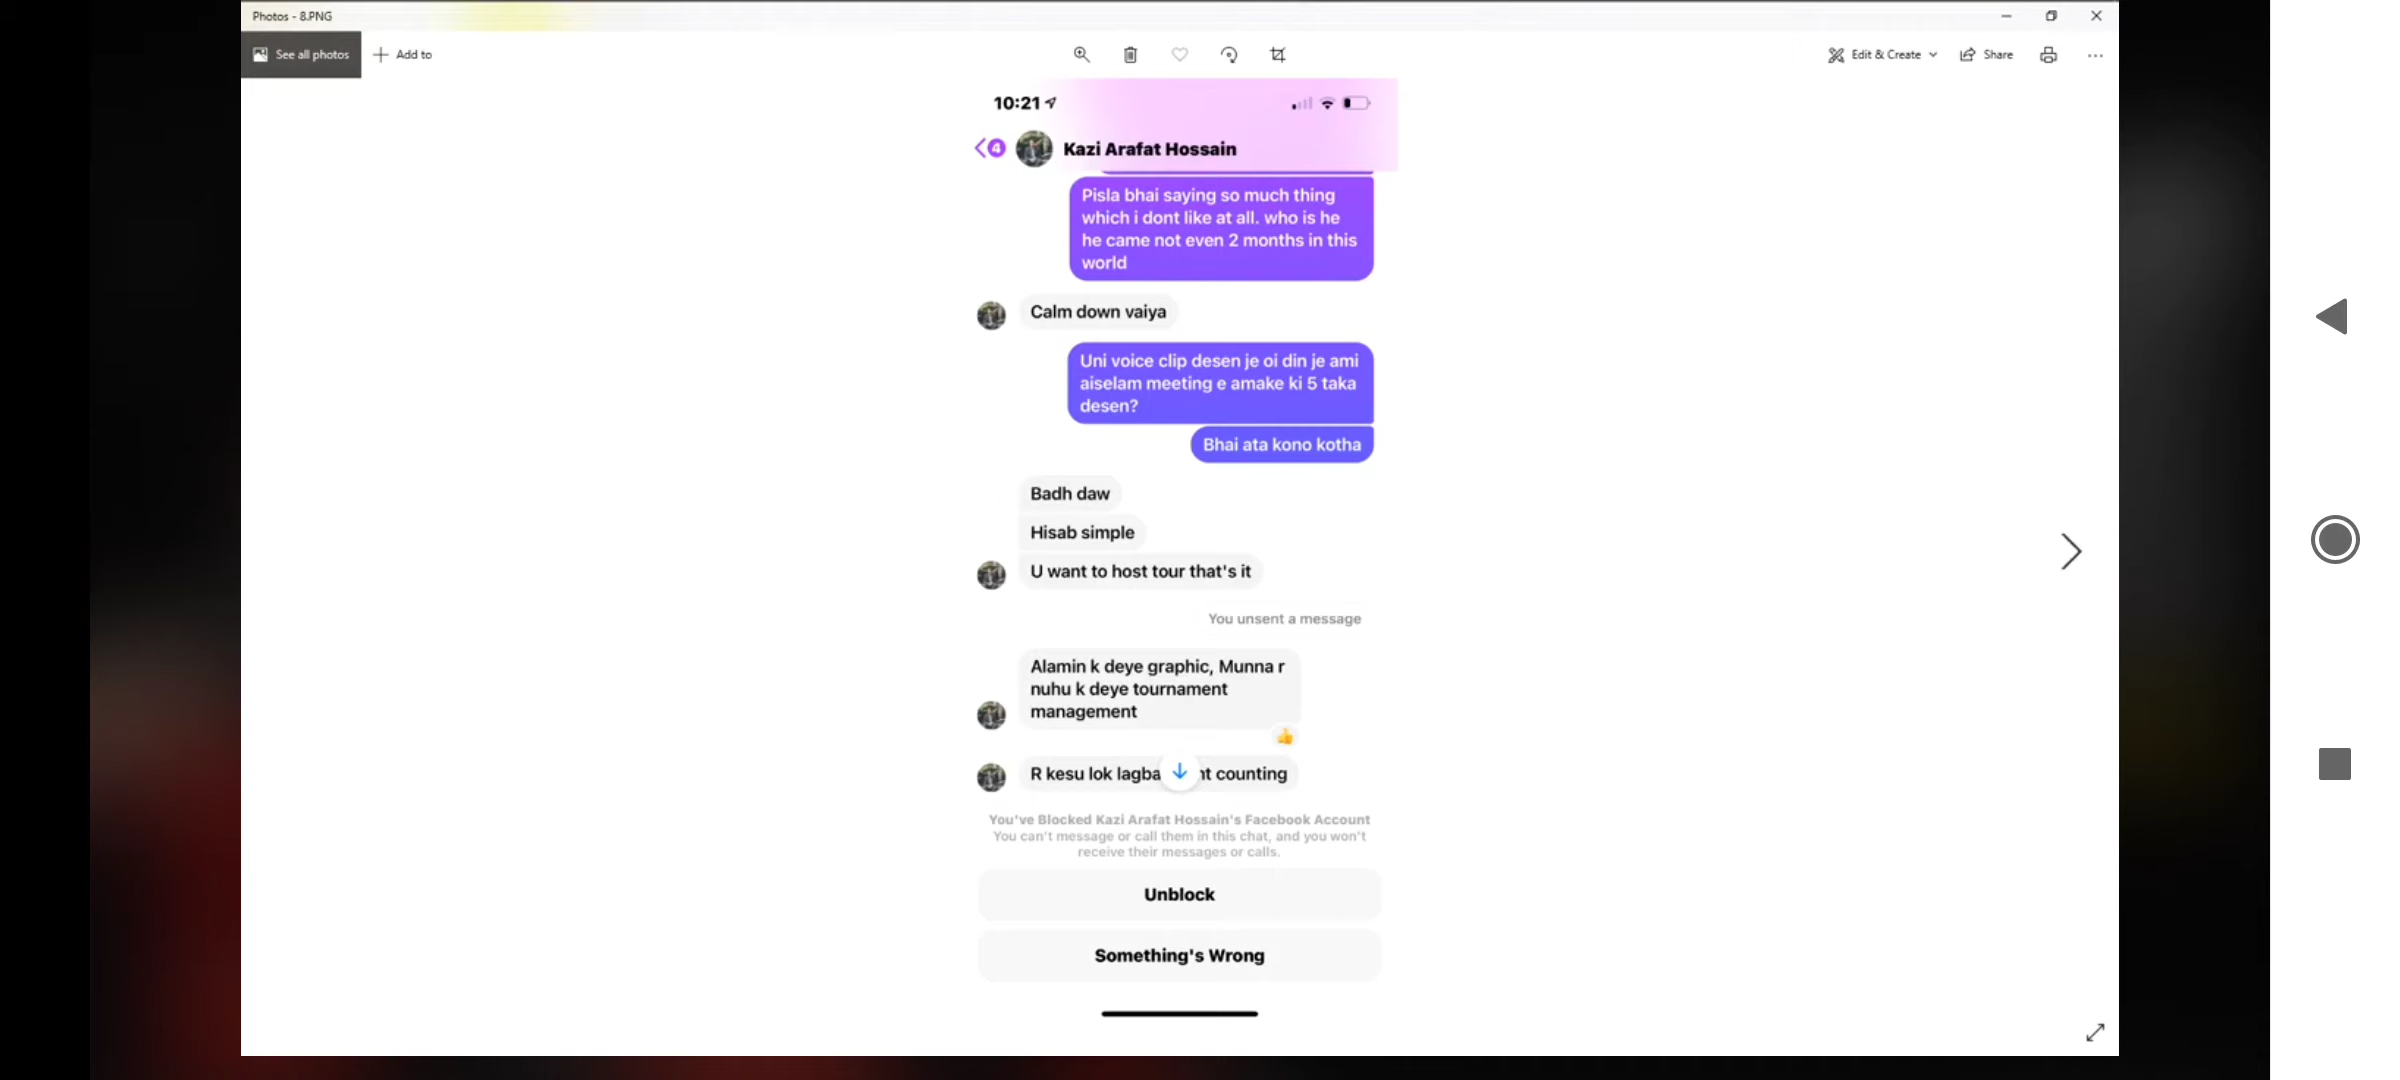 Photos - 8.PNG
See all photos
Add to
Edit & Create
Share
10:21
4
Kazi Arafat Hossain
Pisla bhai saying so much thing
which i dont like at all. who is he
he came not even 2 months in this
world
Calm down vaiya
Uni voice clip desen je oi din je ami
aiselam meeting e amake ki 5 taka
desen?
Bhai ata kono kotha
Badh daw
Hisab simple
U want to host tour that's it
You unsent a message
Alamin k deye graphic, Munna r
nuhu k deye tournament
management
R kesu lok lagba counting
You've Blocked Kazi Arafat Hossain's Facebook Account
You can't message or call them in this chat, and you won't
receive their messages or calls.
Unblock
Something's Wrong